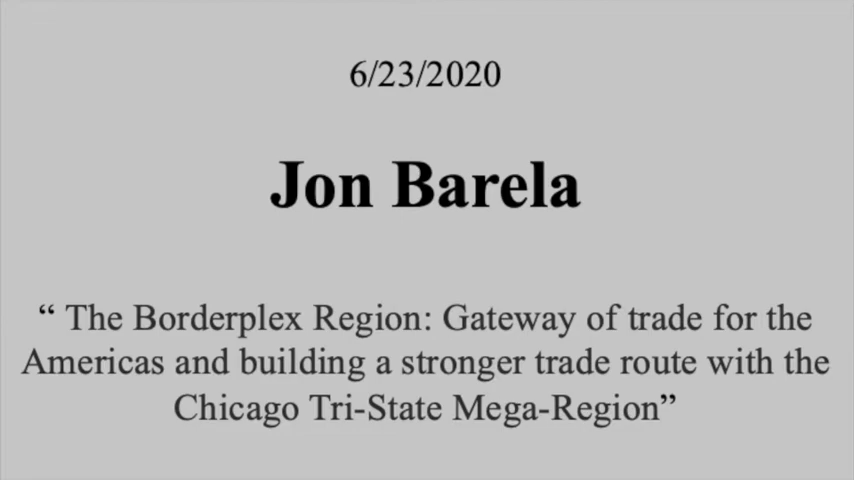 6/23/2020
Jon Barela
“ The Borderplex Region: Gateway of trade for the
Americas and building a stronger trade route with the
Chicago Tri-State Mega-Region”